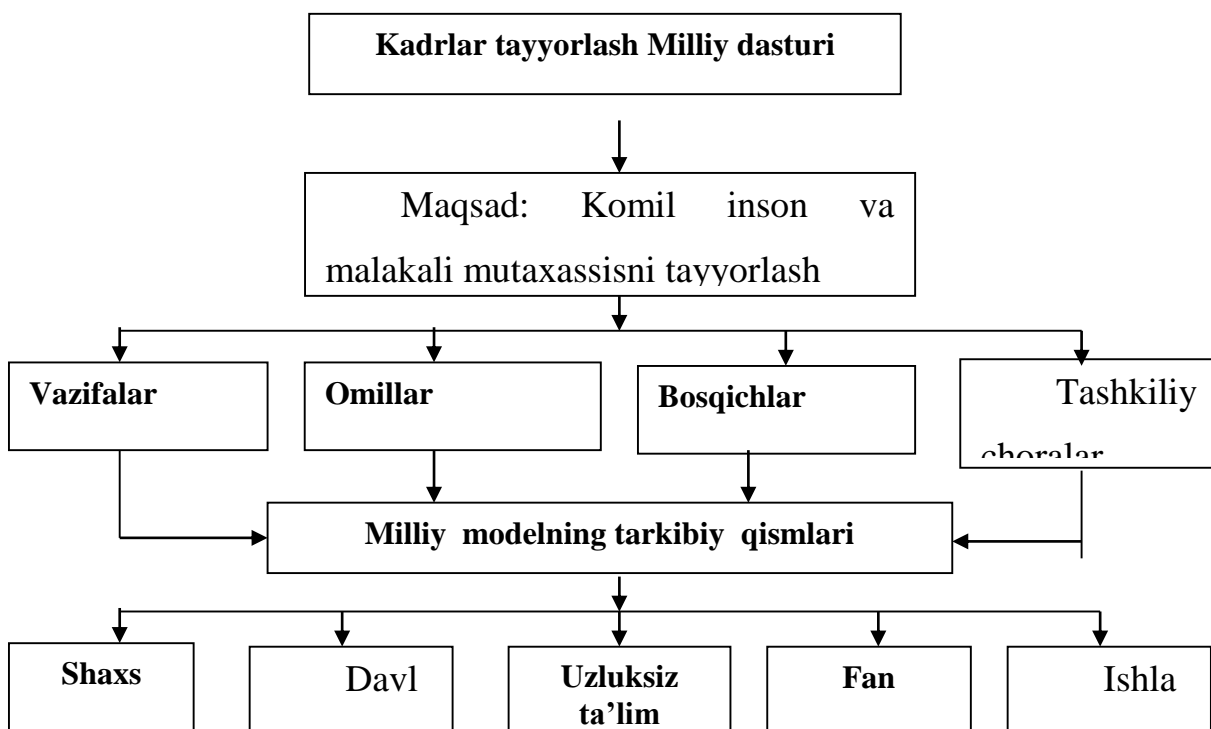 Kadrlar tayyorlash Milliy dasturi
Maqsad: Komil inson va
malakali mutaxassisni tayyorlash
Vazifalar
Omillar
Bosqichlar
Tashkiliy
choralar
Milliy modelning tarkibiy qismlari
Shaxs
Davl
Uzluksiz
ta’lim
Fan
Ishla